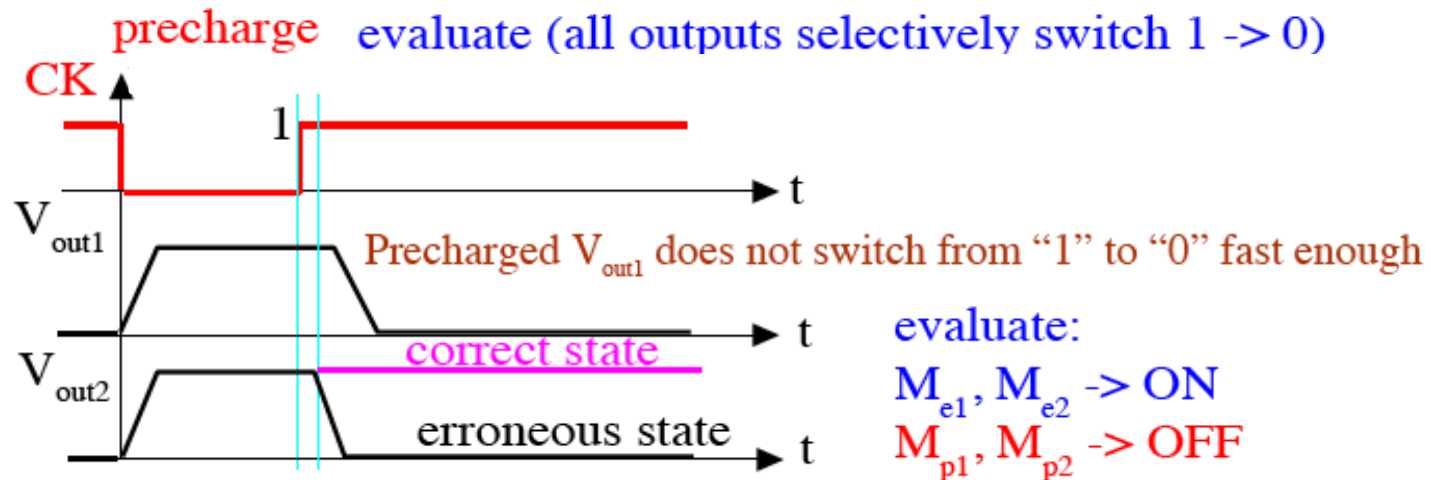 precharge evaluate (all outputs selectively switch 1 -> 0)
CK
1
t
Vout1
Precharged Vout1 does not switch from “1” to “0” fast enough
t
evaluate:
correct state
Vout2
Me1, Me2 -> ON
erroneous state
t
Mp1, Mp2 -> OFF